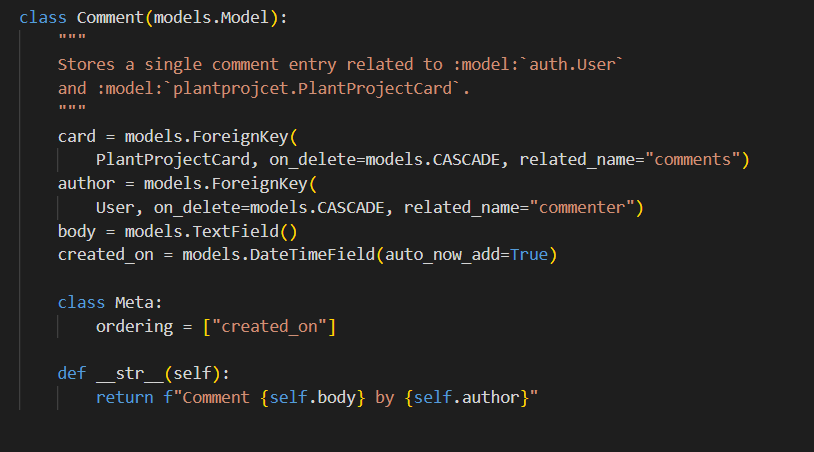 class Comment(models.Model):
    """
    Stores a single comment entry related to :model:`auth.User`
    and :model:`plantprojcet.PlantProjectCard`.
    """
    card = models.ForeignKey(
        PlantProjectCard, on_delete=models.CASCADE, related_name="comments")
    author = models.ForeignKey(
        User, on_delete=models.CASCADE, related_name="commenter")
    body = models.TextField()
    created_on = models.DateTimeField(auto_now_add=True)

    class Meta:
        ordering = ["created_on"]

    def __str__(self):
        return f"Comment {self.body} by {self.author}"